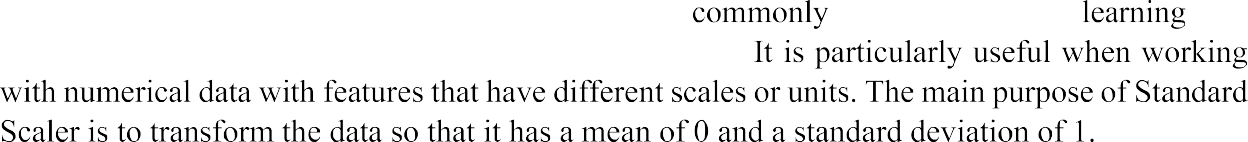 commonly learning
It is particularly useful when working
with numerical data with features that have different scales or units. The main purpose of Standard
Scaler is to transform the data so that it has a mean of 0 and a standard deviation of 1.